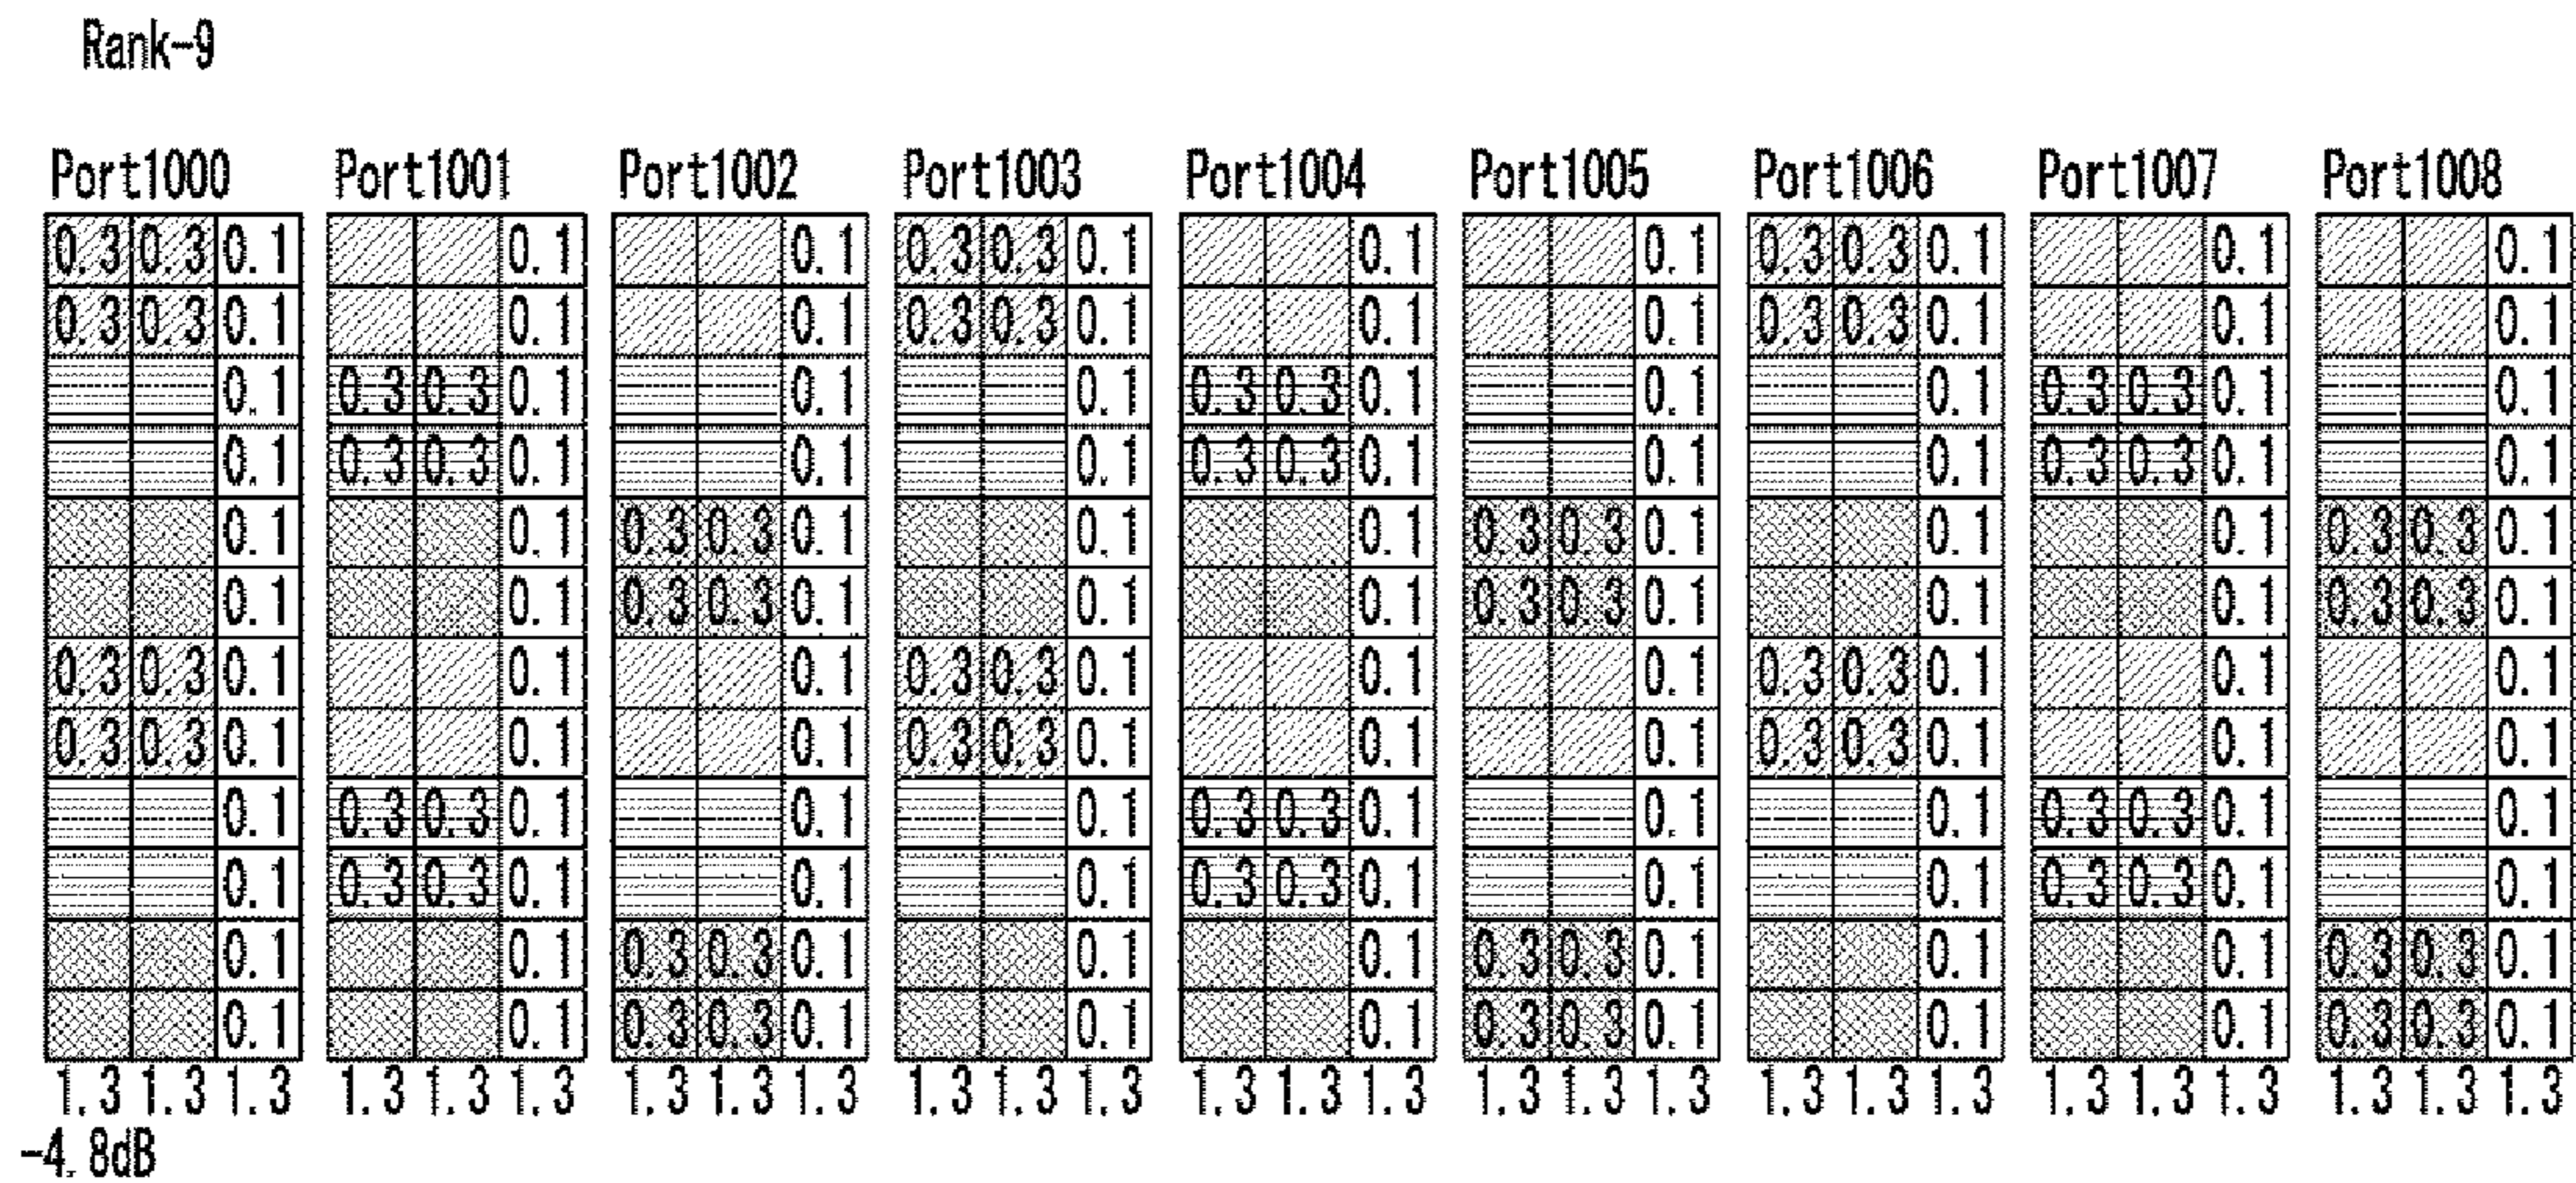 Rank-9
Port1000 Port1001 Port1002 Port1003 Port1004 Port1005 Port1006 Port1007 Port1008
0.3 0.3 0.1 0.1 0.1 0.3 0.3 0.1 0.1 0.1 0.3 0.3 0.1 0.1 0.1
0.3 0.3 0.1 0.1 0.1 0.3 0.3 0.1 0.1 0.1 0.3 0.3 0.1 0.1 0.1
0.1 0.3 0.3 0.1 0.1 0.1 0.3 0.3 0.1 0.1 0.1 0.3 0.3 0.1 0.1
0.1 0.3 0.3 0.1 0.1 0.1 0.3 0.3 0.1 0.1 0.1 0.3 0.3 0.1 0.1
0.1 0.1 0.3 0.3 0.1 0.1 0.1 0.3 0.3 0.1 0.1 0.1 0.3 0.3 0.1
0.1 0.1 0.3 0.3 0.1 0.1 0.1 0.3 0.3 0.1 0.1 0.1 0.3 0.3 0.1
0.3 0.3 0.1 0.1 0.1 0.3 0.3 0.1 0.1 0.1 0.3 0.3 0.1 0.1 0.1
0.3 0.3 0.1 0.1 0.1 0.3 0.3 0.1 0.1 0.1 0.3 0.3 0.1 0.1 0.1
0.1 0.3 0.3 0.1 0.1 0.1 0.3 0.3 0.1 0.1 0.1 0.3 0.3 0.1 0.1
0.1 0.3 0.3 0.1 0.1 0.1 0.3 0.3 0.1 0.1 0.1 0.3 0.3 0.1 0.1
0.1 0.1 0.3 0.3 0.1 0.1 0.1 0.3 0.3 0.1 0.1 0.1 0.3 0.3 0.1
0.1 0.1 0.3 0.3 0.1 0.1 0.1 0.3 0.3 0.1 0.1 0.1 0.3 0.3 0.1
1.3 1.3 1.3 1.3 1.3 1.3 1.3 1.3 1.3 1.3 1.3 1.3 1.3 1.3 1.3 1.3 1.3 1.3 1.3 1.3 1.3 1.3 1.3 1.3 1.3 1.3 1.3
-4.8dB